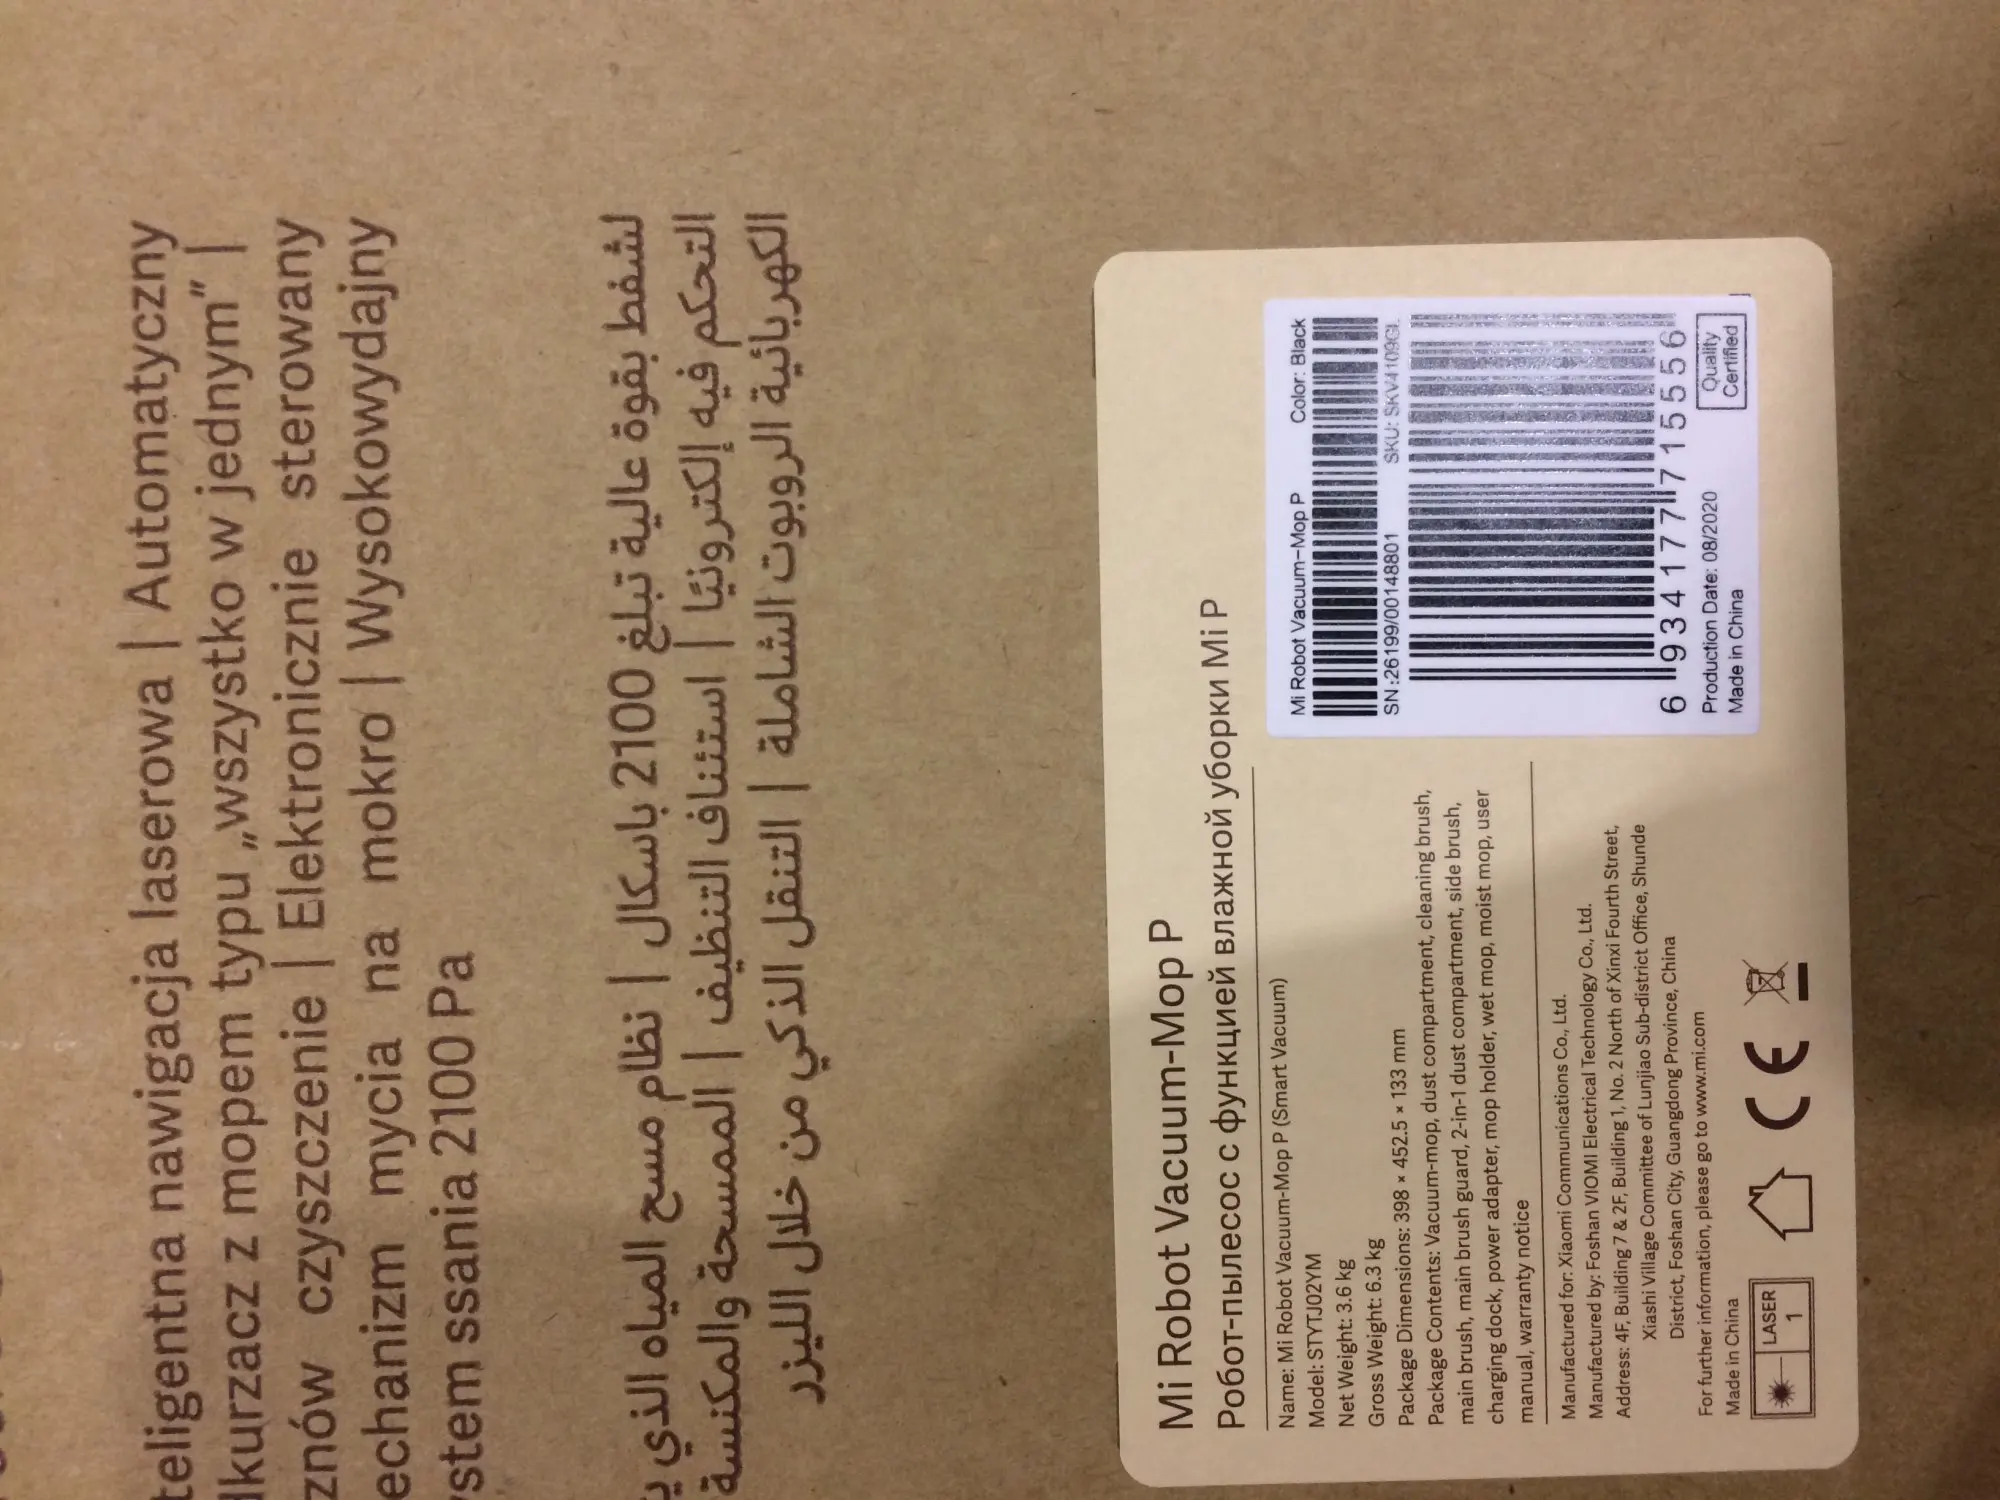 teligentna nawigacja laserowa | Automatyczny
dkurzacz z mopem typu „wszystko w jednym” |
znów czyszczenie | Elektronicznie sterowany
echanizm mycia na mokro | Wysokowydajny
ystem ssania 2100 Pa
لشفط بقوة عالية تبلغ 2100 باسكال | نظام مسح المياه الذي ي
التحكم فيه إلكترونيًا | استئناف التنظيف | الممسحة والمكنسة
الكهربائية الروبوت الشاملة | التنقل الذكي من خلال الليزر
Mi Robot Vacuum-Mop P
Робот-пылесос с функцией влажной уборки Mi P
Name: Mi Robot Vacuum-Mop P (Smart Vacuum)
Model: STYTJ02YM
Net Weight: 3.6 kg
Gross Weight: 6.3 kg
Package Dimensions: 398 × 452.5 × 133 mm
Package Contents: Vacuum-mop, dust compartment, cleaning brush,
main brush, main brush guard, 2-in-1 dust compartment, side brush,
charging dock, power adapter, mop holder, wet mop, moist mop, user
manual, warranty notice
Manufactured for: Xiaomi Communications Co., Ltd.
Manufactured by: Foshan VIOMI Electrical Technology Co., Ltd.
Address: 4F, Building 7 & 2F, Building 1, No. 2 North of Xinxi Fourth Street,
Xiashi Village Committee of Lunjiao Sub-district Office, Shunde
District, Foshan City, Guangdong Province, China
For further information, please go to www.mi.com
Made in China
LASER
1
CE
Mi Robot Vacuum-Mop P Color: Black
SN:26199/00148801 SKU: SKV4109GL
6 934177 715556
Production Date: 08/2020
Made in China
Quality
Certified